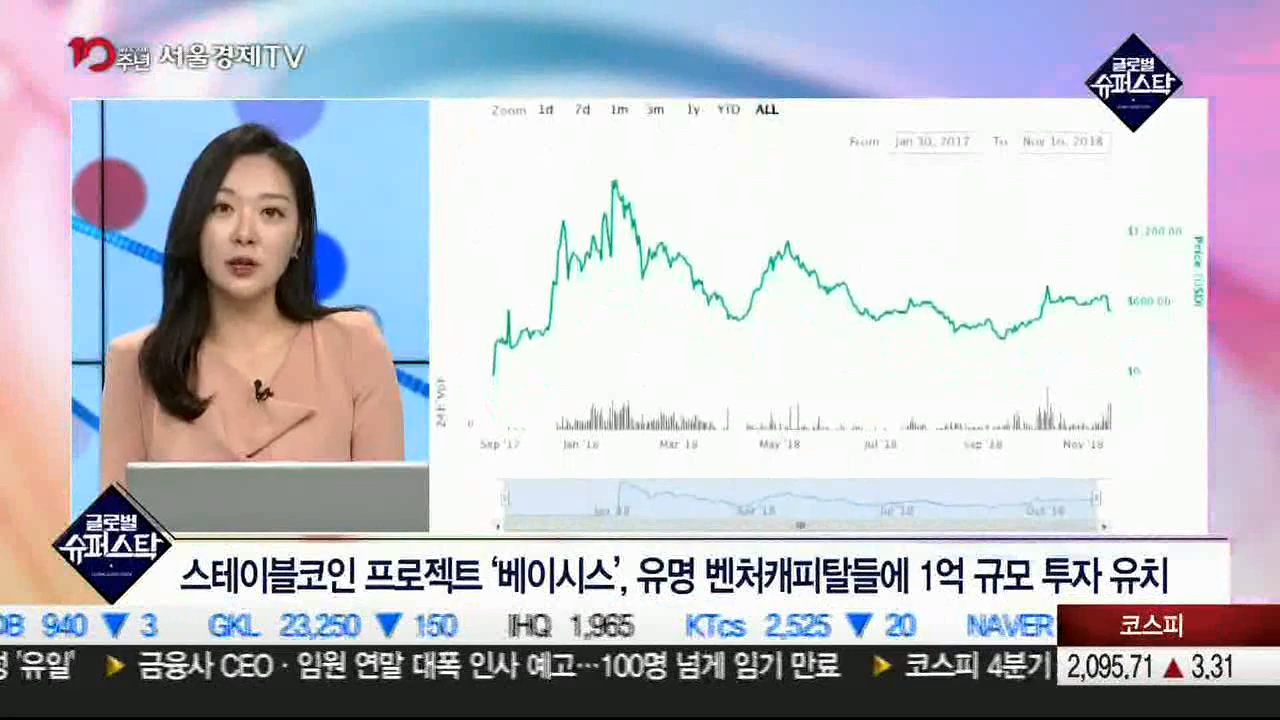 10주년 서울경제TV
글로벌
슈퍼스타
Zoom 1d 7d 1m 3m 1y YTD ALL
From Jan 30, 2017 To Nov 16, 2018
$1,200.00
Price (USD)
$600.00
$0
24h Vol
0
Sep '17 Jan '18 Mar '18 May '18 Jul '18 Sep '18 Nov '18
Jan '18 Apr '18 Jul '18 Oct '18
글로벌
슈퍼스타
스테이블코인 프로젝트 '베이시스', 유명 벤처캐피탈들에 1억 규모 투자 유치
DB 940 ▼ 3 GKL 23,250 ▼ 150 IHQ 1,965 KTcs 2,525 ▼ 20 NAVER
코스피
'유일' ▶ 금융사 CEO·임원 연말 대폭 인사 예고…100명 넘게 임기 만료 ▶ 코스피 4분기
2,095.71 ▲ 3.31